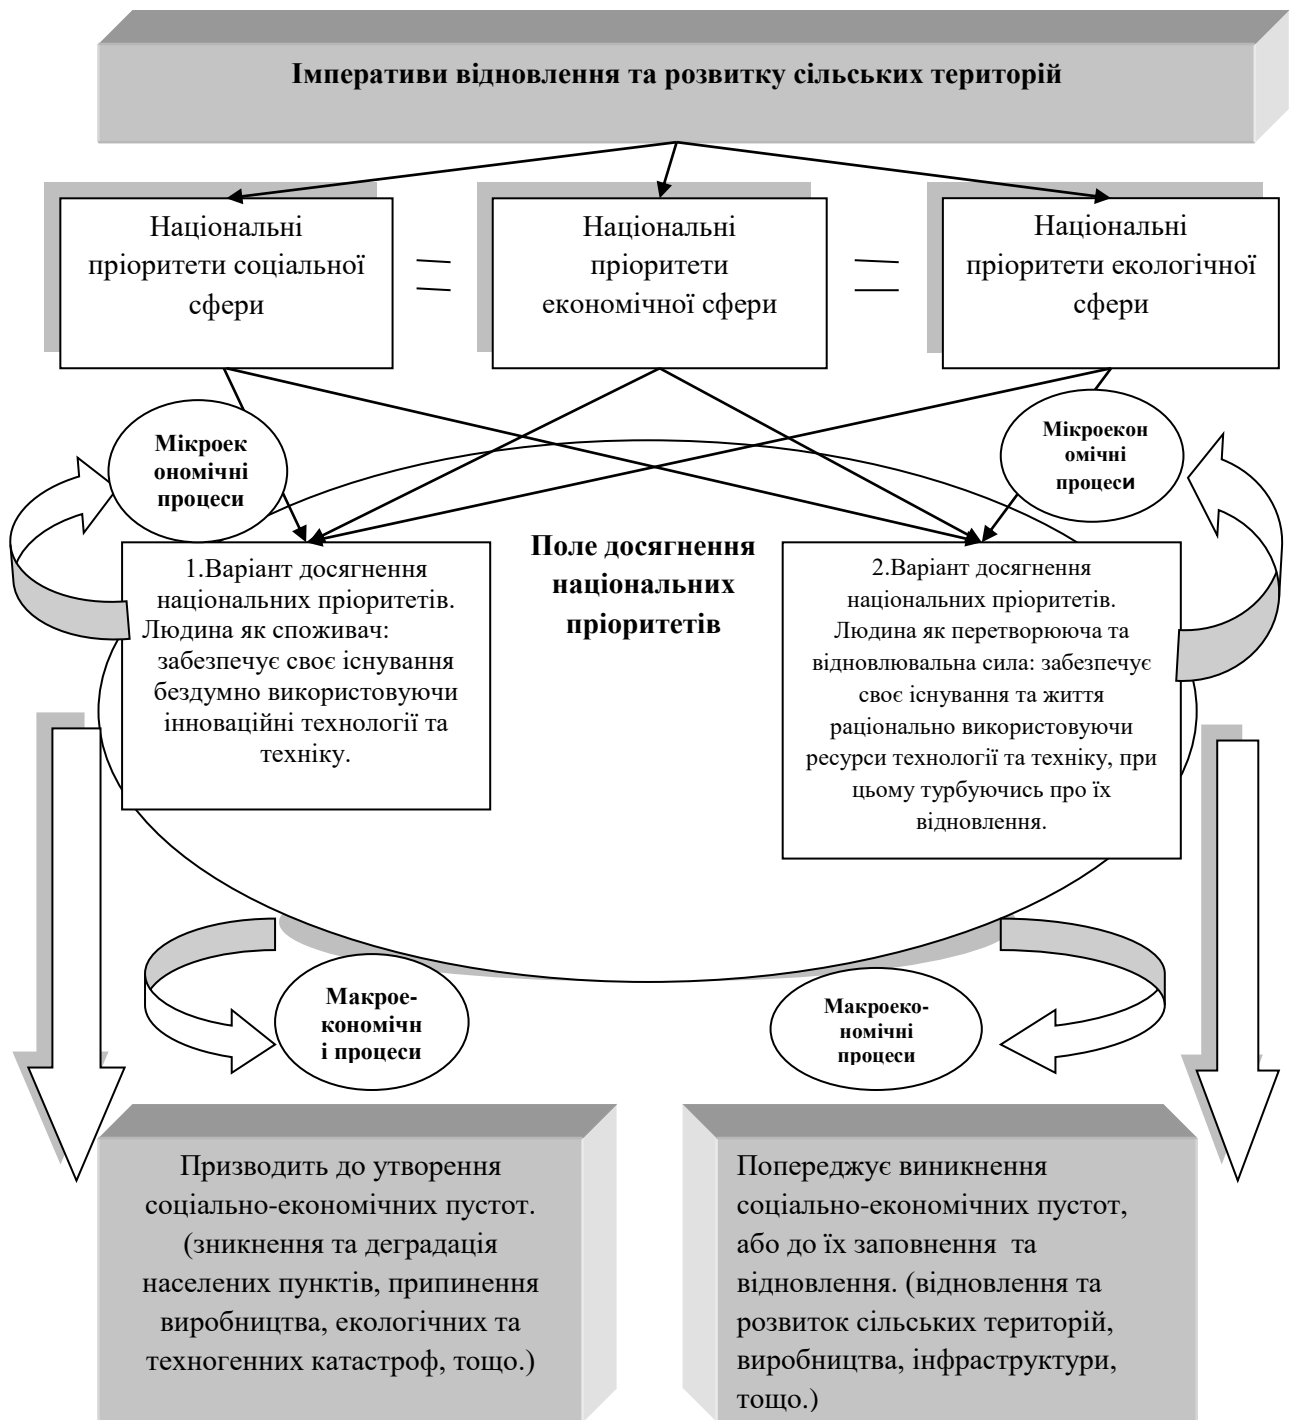 Імперативи відновлення та розвитку сільських територій
Національні
пріоритети соціальної
сфери
Національні
пріоритети
економічної сфери
Національні
пріоритети екологічної
сфери
Мікроек
ономічні
процеси
Мікроекон
омічні
процеси
Поле досягнення
національних
пріоритетів
1.Варіант досягнення
національних пріоритетів.
Людина як споживач:
забезпечує своє існування
бездумно використовуючи
інноваційні технології та
техніку.
2.Варіант досягнення
національних пріоритетів.
Людина як перетворююча та
відновлювальна сила: забезпечує
своє існування та життя
раціонально використовуючи
ресурси технології та техніку, при
цьому турбуючись про їх
відновлення.
Макрое-
кономічн
і процеси
Макроеко-
номічні
процеси
Призводить до утворення
соціально-економічних пустот.
(зникнення та деградація
населених пунктів, припинення
виробництва, екологічних та
техногенних катастроф, тощо.)
Попереджує виникнення
соціально-економічних пустот,
або до їх заповнення та
відновлення. (відновлення та
розвиток сільських територій,
виробництва, інфраструктури,
тощо.)